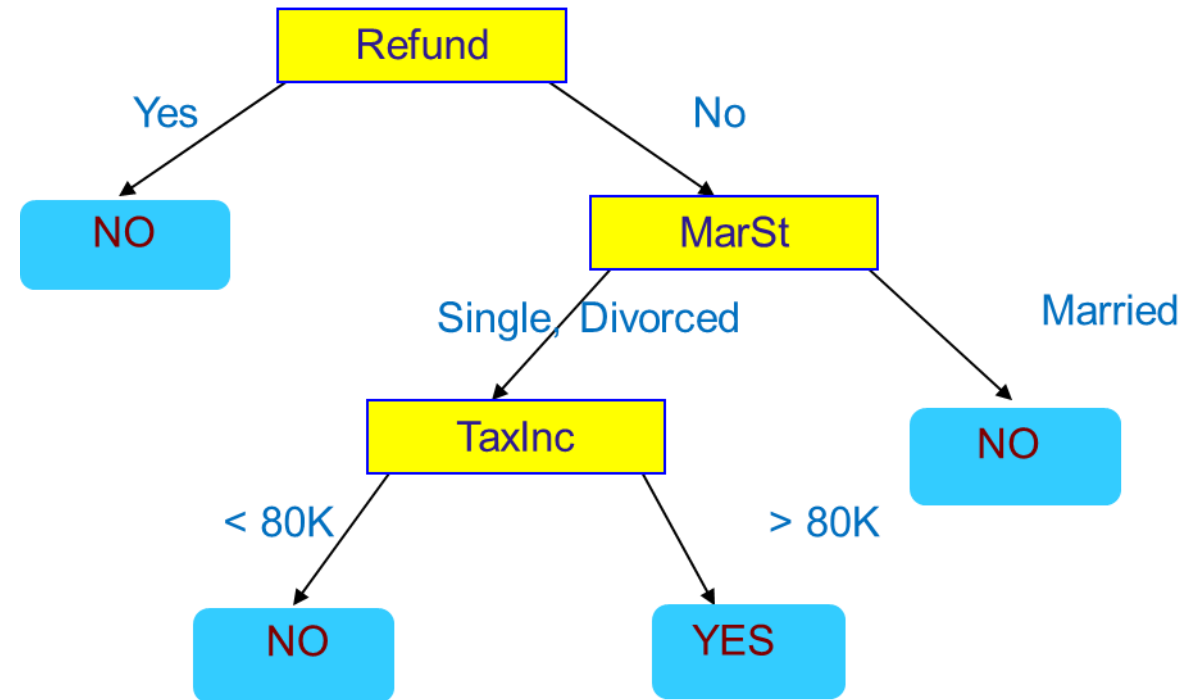 Refund
Yes
No
NO
MarSt
Single, Divorced
Married
TaxInc
NO
< 80K
> 80K
NO
YES